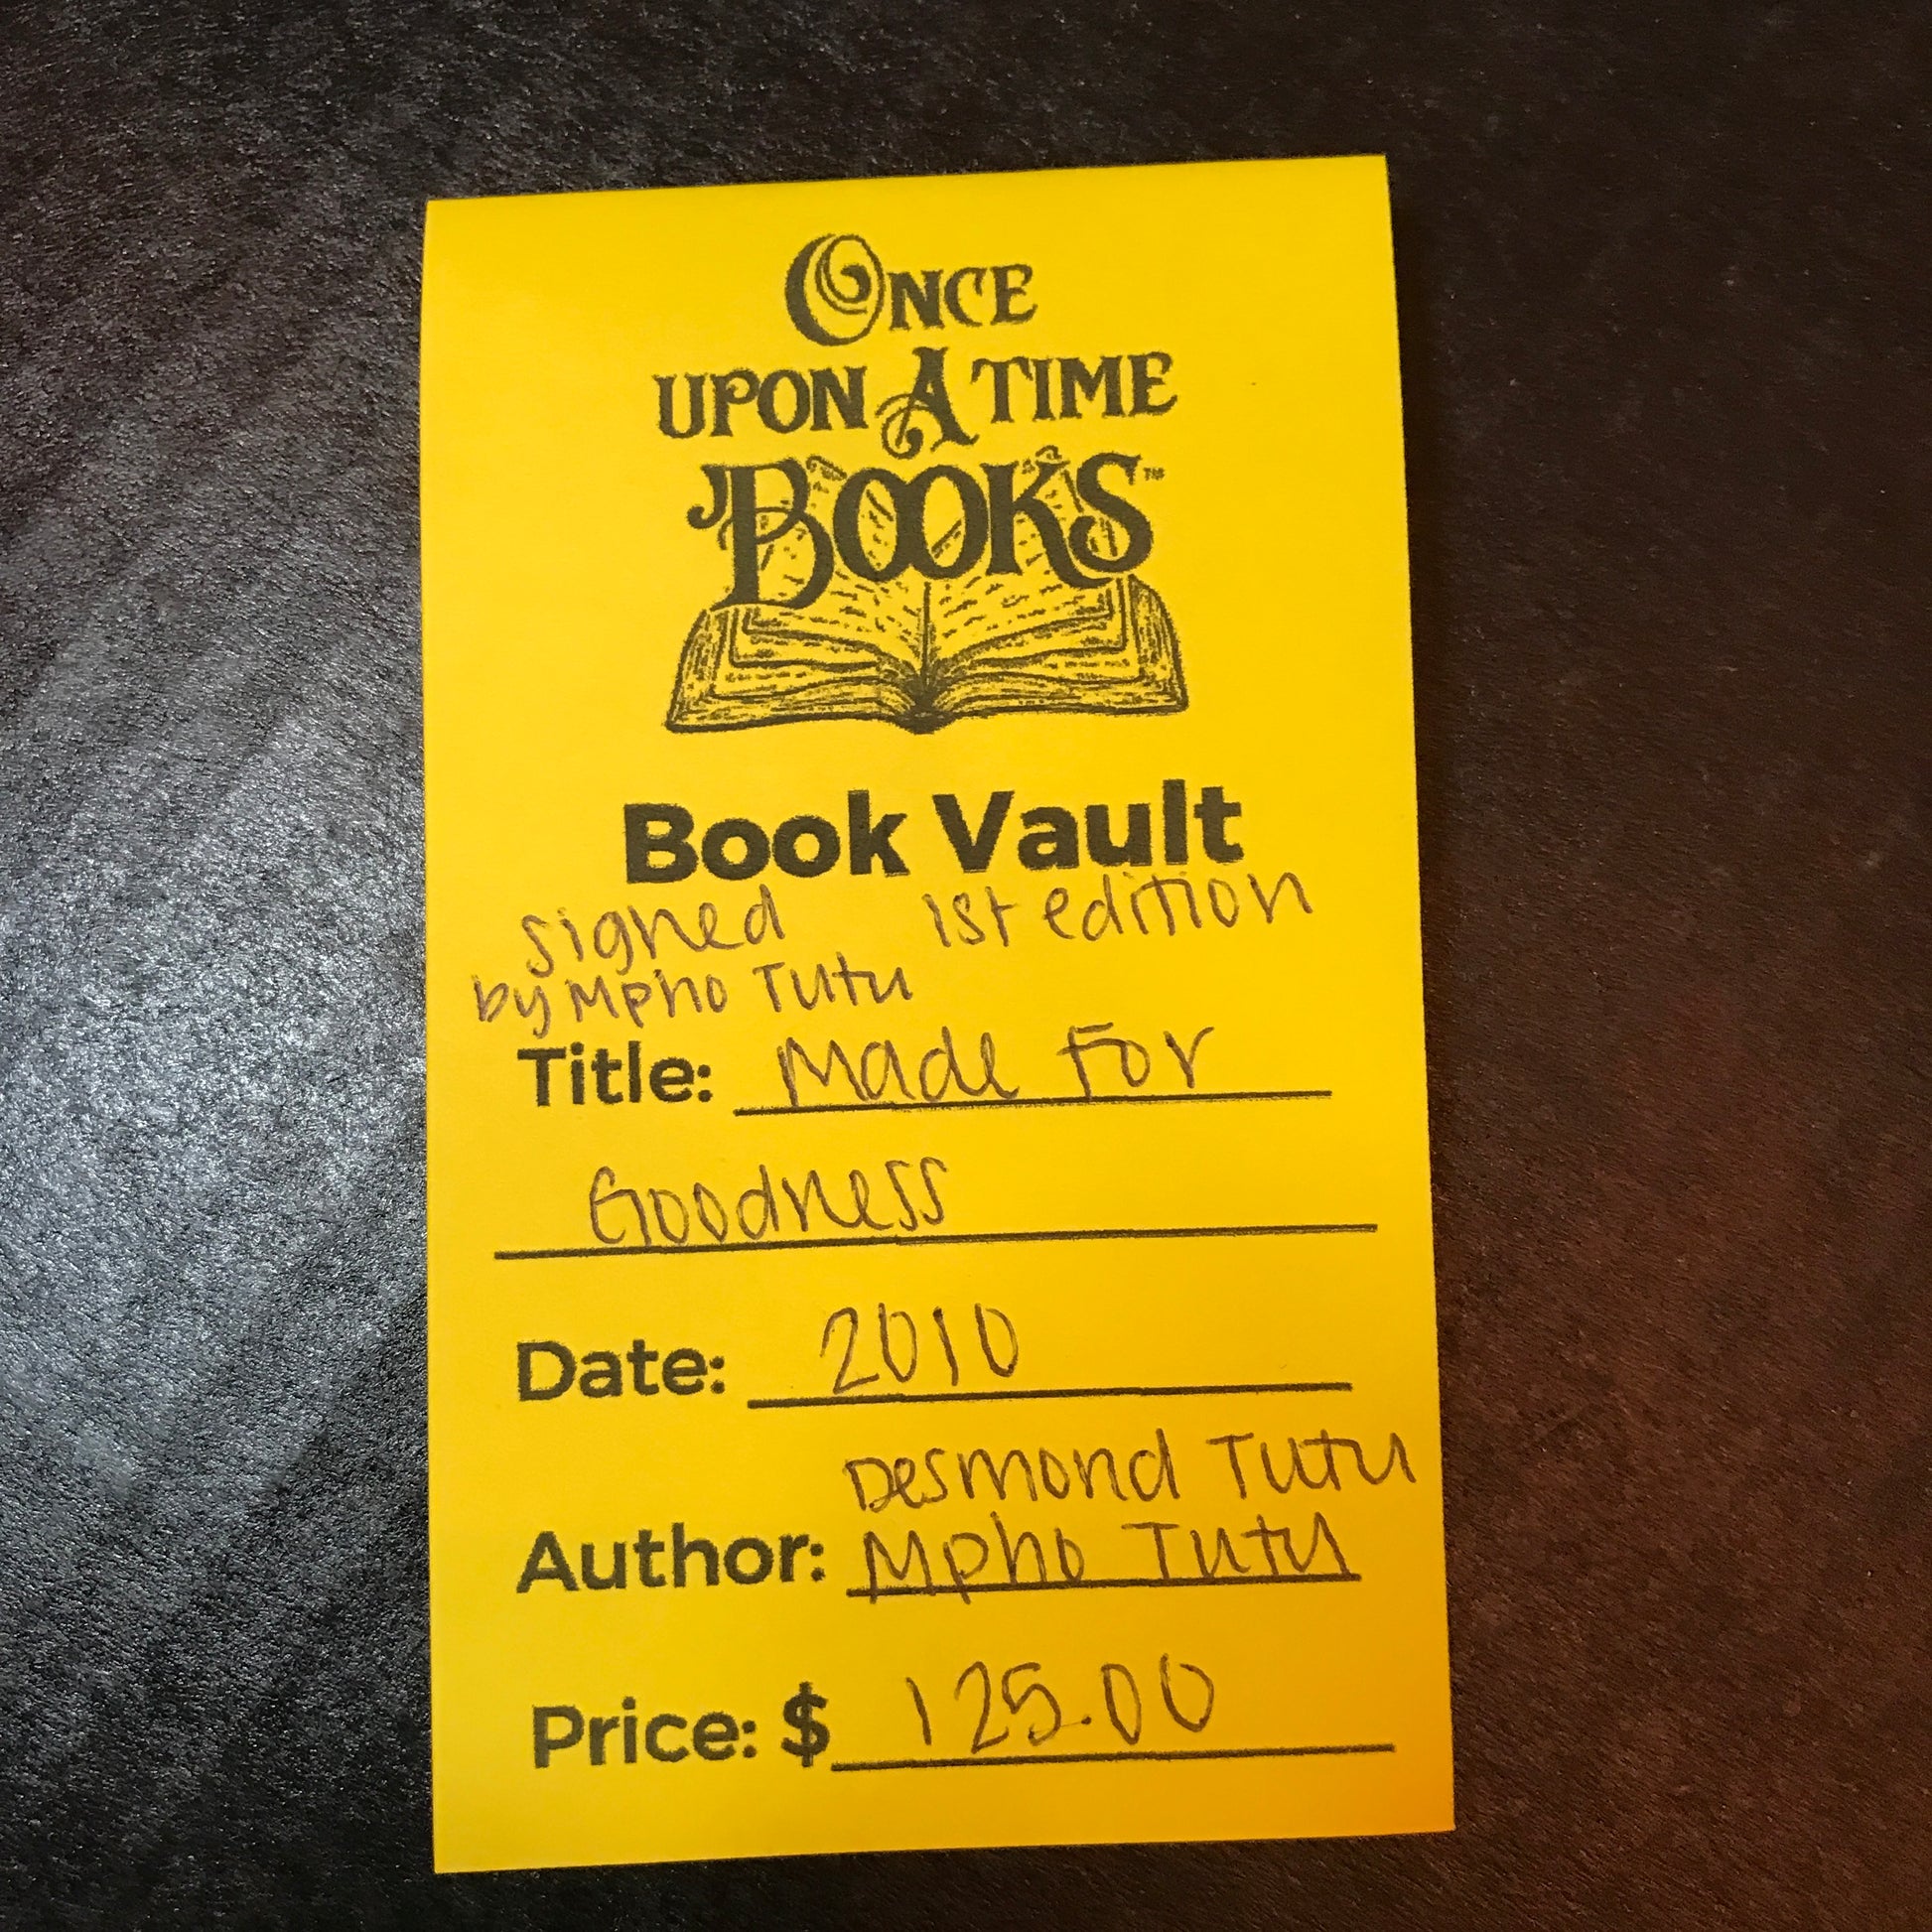 ONCE
UPON A TIME
BOOKS™
Book Vault
signed 1st edition
by Mpho Tutu
Title: Made For
Goodness
Date: 2010
Desmond Tutu
Author: Mpho Tutu
Price: $ 125.00